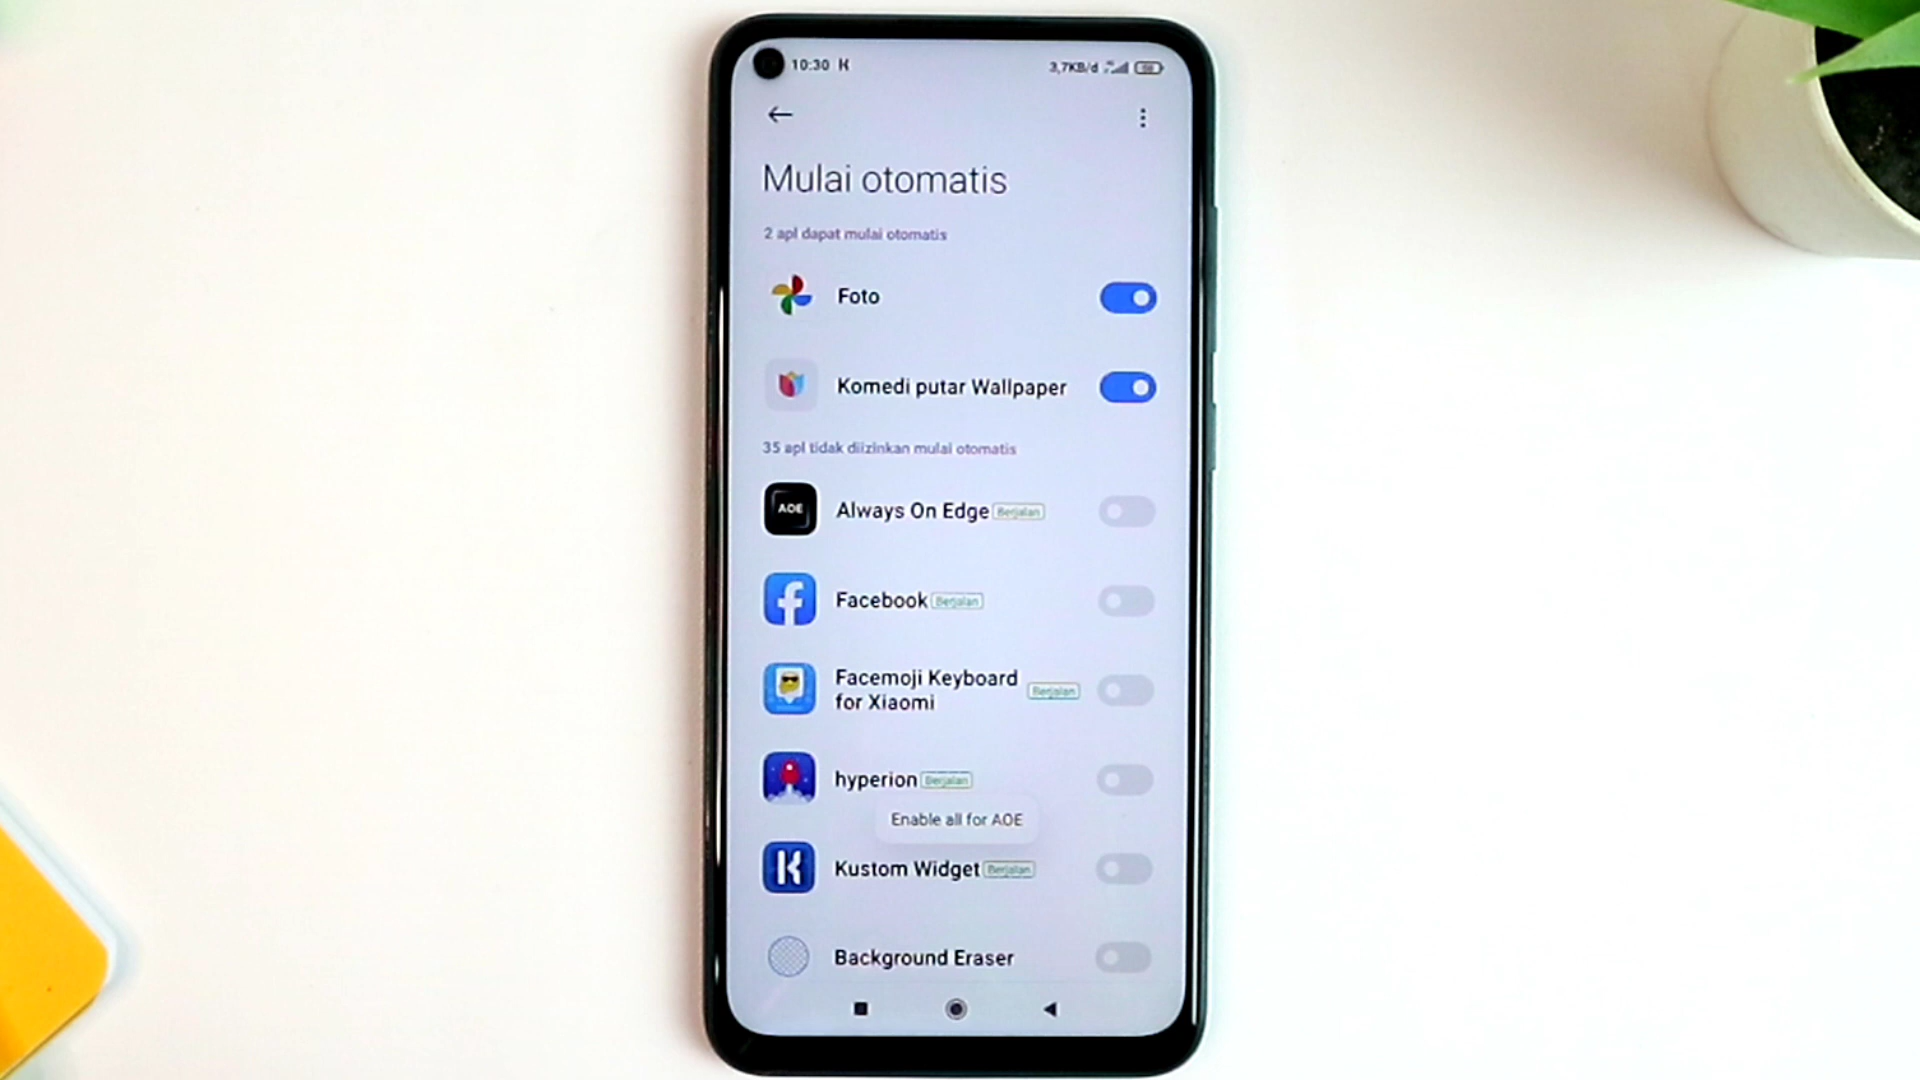 10:30 K 3,7KB/d
Mulai otomatis
2 apl dapat mulai otomatis
Foto
Komedi putar Wallpaper
35 apl tidak diizinkan mulai otomatis
AOE Always On Edge Berjalan
Facebook Berjalan
Facemoji Keyboard
for Xiaomi Berjalan
hyperion Berjalan
Enable all for AOE
Kustom Widget Berjalan
Background Eraser